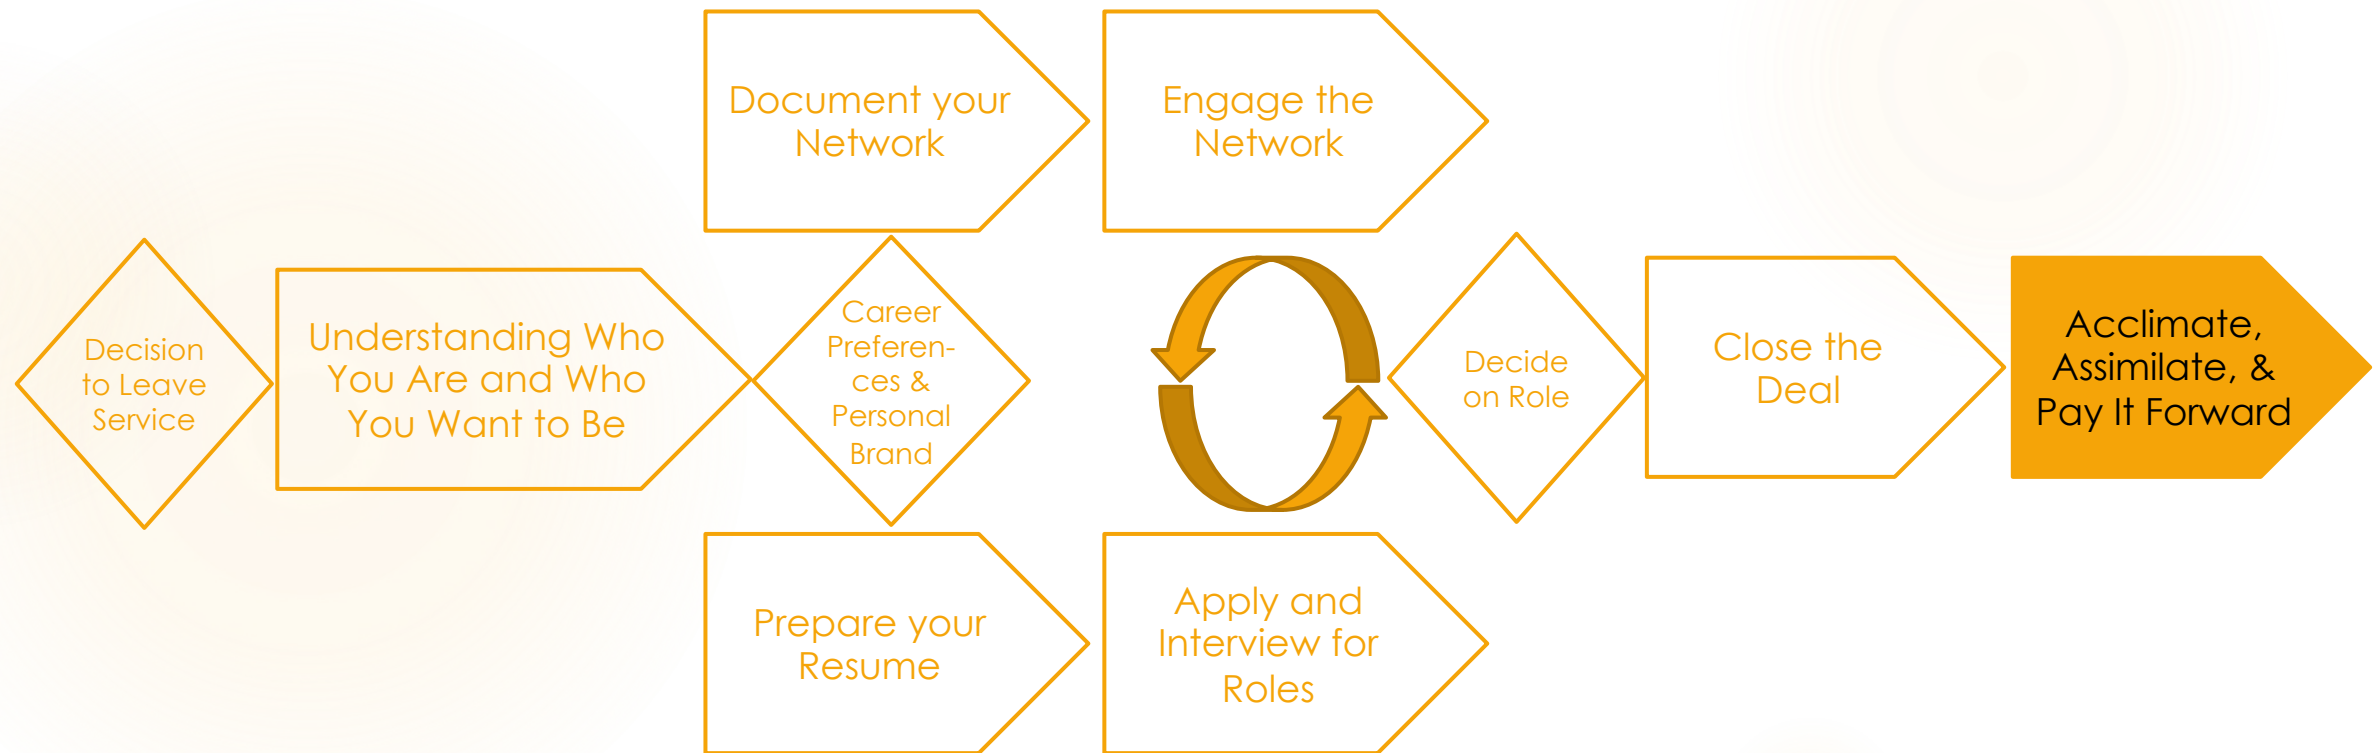 Document your
Network
Engage the
Network
Decision
to Leave
Service
Understanding Who
You Are and Who
You Want to Be
Career
Preferen-
ces &
Personal
Brand
Decide
on Role
Close the
Deal
Acclimate,
Assimilate, &
Pay It Forward
Prepare your
Resume
Apply and
Interview for
Roles